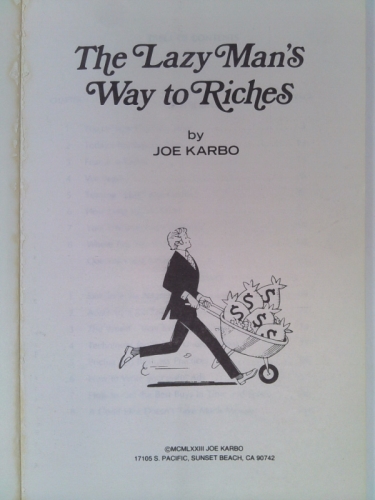 The Lazy Man's
Way to Riches
by
JOE KARBO
$
$
$
$
$
©MCMLXXIII JOE KARBO
17105 S. PACIFIC, SUNSET BEACH, CA 90742